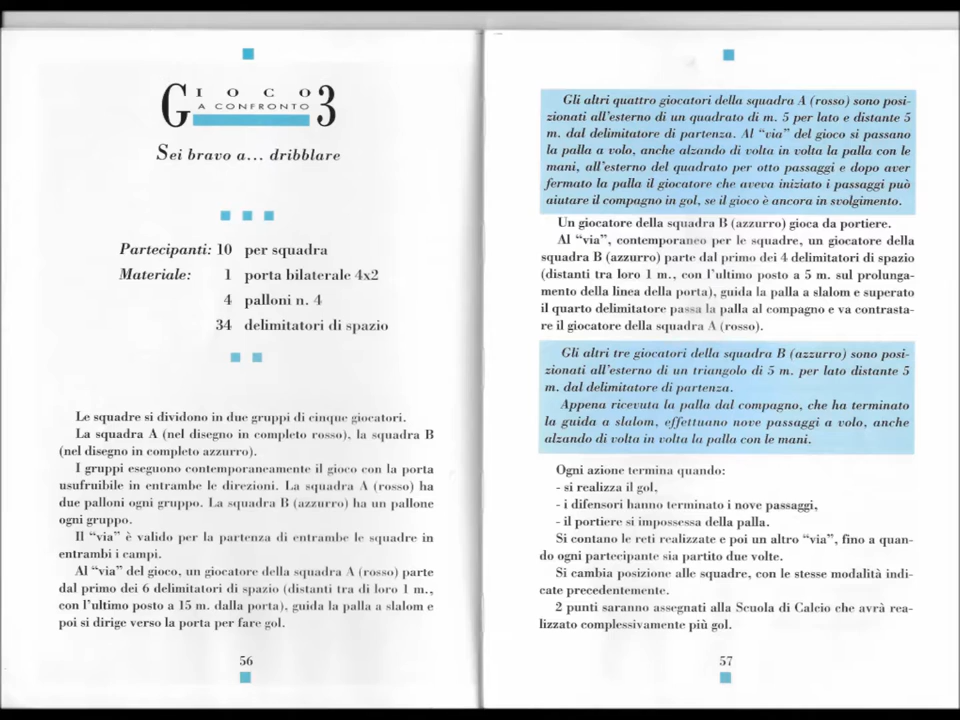 GIOCO 3
A CONFRONTO
Sei bravo a... dribblare
Partecipanti: 10 per squadra
Materiale: 1 porta bilaterale 4x2
4 palloni n. 4
34 delimitatori di spazio
Le squadre si dividono in due gruppi di cinque giocatori.
La squadra A (nel disegno in completo rosso), la squadra B
(nel disegno in completo azzurro).
I gruppi eseguono contemporaneamente il gioco con la porta
usufruibile in entrambe le direzioni. La squadra A (rosso) ha
due palloni ogni gruppo. La squadra B (azzurro) ha un pallone
ogni gruppo.
Il “via” è valido per la partenza di entrambe le squadre in
entrambi i campi.
Al “via” del gioco, un giocatore della squadra A (rosso) parte
dal primo dei 6 delimitatori di spazio (distanti tra di loro 1 m.,
con l'ultimo posto a 15 m. dalla porta), guida la palla a slalom e
poi si dirige verso la porta per fare gol.
56
Gli altri quattro giocatori della squadra A (rosso) sono posi-
zionati all'esterno di un quadrato di m. 5 per lato e distante 5
m. dal delimitatore di partenza. Al “via” del gioco si passano
la palla a volo, anche alzando di volta in volta la palla con le
mani, all'esterno del quadrato per otto passaggi e dopo aver
fermato la palla il giocatore che aveva iniziato i passaggi può
aiutare il compagno in gol, se il gioco è ancora in svolgimento.
Un giocatore della squadra B (azzurro) gioca da portiere.
Al “via”, contemporaneo per le squadre, un giocatore della
squadra B (azzurro) parte dal primo dei 4 delimitatori di spazio
(distanti tra loro 1 m., con l'ultimo posto a 5 m. sul prolunga-
mento della linea della porta), guida la palla a slalom e superato
il quarto delimitatore passa la palla al compagno e va contrasta-
re il giocatore della squadra A (rosso).
Gli altri tre giocatori della squadra B (azzurro) sono posi-
zionati all'esterno di un triangolo di 5 m. per lato distante 5
m. dal delimitatore di partenza.
Appena ricevuta la palla dal compagno, che ha terminato
la guida a slalom, effettuano nove passaggi a volo, anche
alzando di volta in volta la palla con le mani.
Ogni azione termina quando:
- si realizza il gol,
- i difensori hanno terminato i nove passaggi,
- il portiere si impossessa della palla.
Si contano le reti realizzate e poi un altro “via”, fino a quan-
do ogni partecipante sia partito due volte.
Si cambia posizione alle squadre, con le stesse modalità indi-
cate precedentemente.
2 punti saranno assegnati alla Scuola di Calcio che avrà rea-
lizzato complessivamente più gol.
57